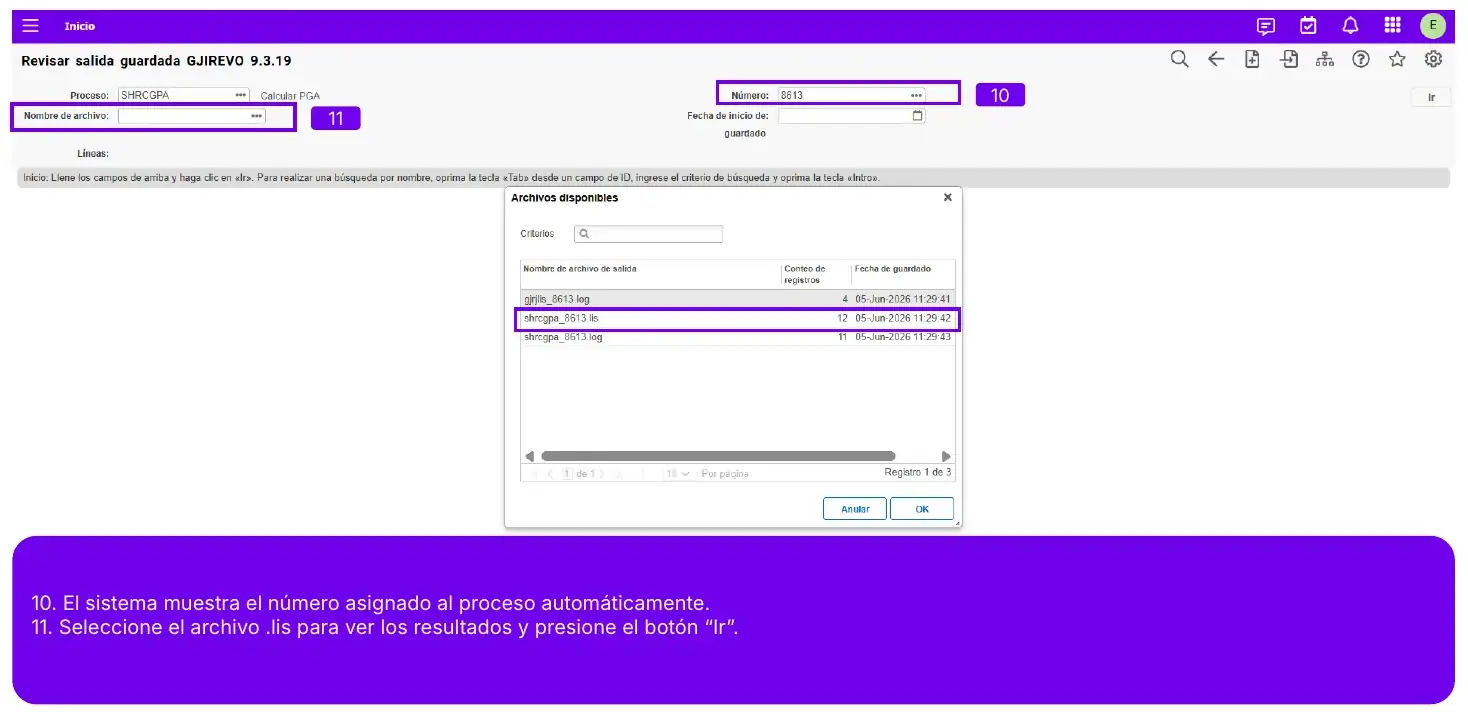 Inicio
E
Revisar salida guardada GJIREVO 9.3.19
Proceso: SHRCGPA ••• Calcular PGA
Número: 8613 •••
10
Ir
Nombre de archivo: •••
11
Fecha de inicio de:
guardado
Líneas:
Inicio: Llene los campos de arriba y haga clic en «Ir». Para realizar una búsqueda por nombre, oprima la tecla «Tab» desde un campo de ID, ingrese el criterio de búsqueda y oprima la tecla «Intro».
Archivos disponibles
Criterios
Nombre de archivo de salida Conteo de registros Fecha de guardado
gjrjlis_8613.log 4 05-Jun-2026 11:29:41
shrcgpa_8613.lis 12 05-Jun-2026 11:29:42
shrcgpa_8613.log 11 05-Jun-2026 11:29:43
1 de 1 Por página Registro 1 de 3
Anular OK
10. El sistema muestra el número asignado al proceso automáticamente.
11. Seleccione el archivo .lis para ver los resultados y presione el botón “Ir”.